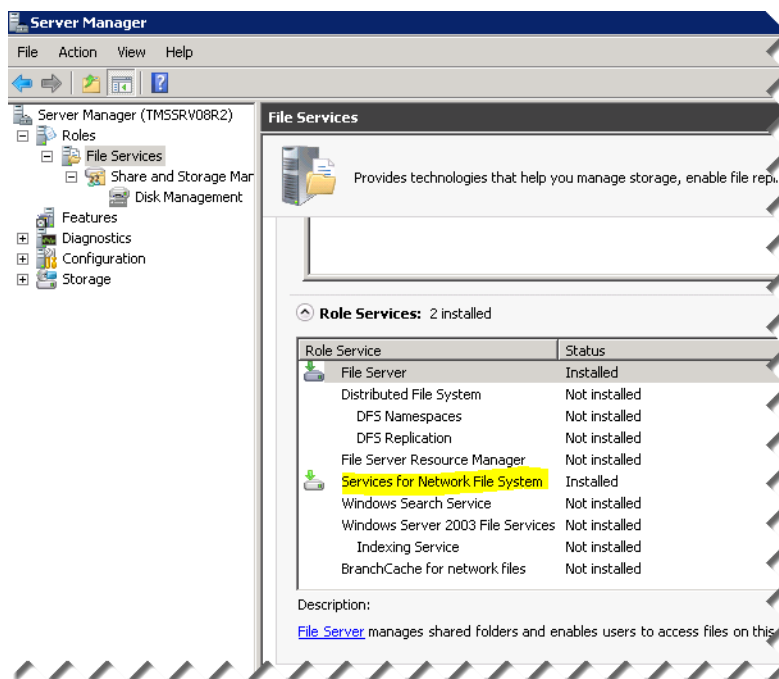 Server Manager
File Action View Help
Server Manager (TMSSRV08R2)
Roles
File Services
Share and Storage Mar
Disk Management
Features
Diagnostics
Configuration
Storage
File Services
Provides technologies that help you manage storage, enable file repl
Role Services: 2 installed
Role Service Status
File Server Installed
Distributed File System Not installed
DFS Namespaces Not installed
DFS Replication Not installed
File Server Resource Manager Not installed
Services for Network File System Installed
Windows Search Service Not installed
Windows Server 2003 File Services Not installed
Indexing Service Not installed
BranchCache for network files Not installed
Description:
File Server manages shared folders and enables users to access files on this